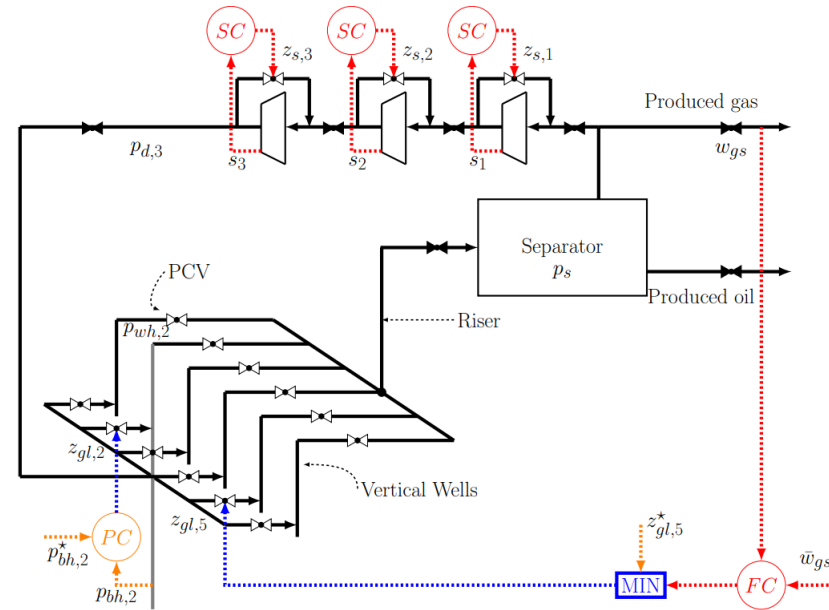 SC SC SC
z_{s,3} z_{s,2} z_{s,1}
Produced gas
p_{d,3} s_3 s_2 s_1 w_{gs}
Separator
p_s
PCV
Produced oil
p_{wh,2} Riser
z_{gl,2}
Vertical Wells
z_{gl,5} z^{⋆}_{gl,5}
PC
p^{⋆}_{bh,2} w̄_{gs}
p_{bh,2} MIN FC